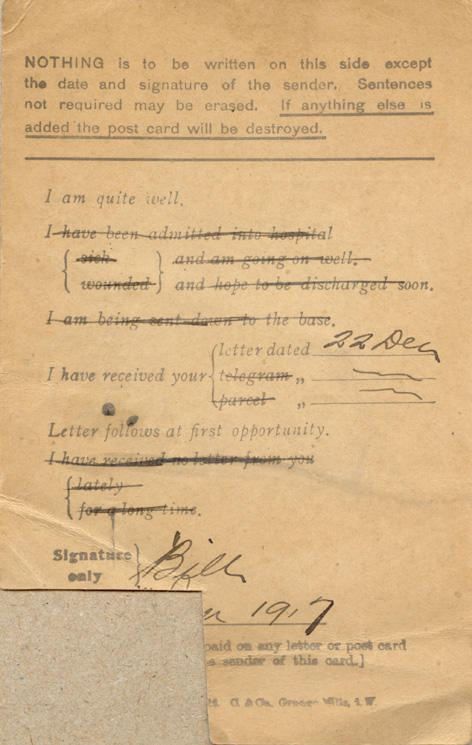 NOTHING is to be written on this side except
the date and signature of the sender. Sentences
not required may be erased. If anything else is
added the post card will be destroyed.
I am quite well.
I have been admitted into hospital
sick and am going on well.
wounded and hope to be discharged soon.
I am being sent down to the base.
letter dated 22 Dec
I have received your telegram „
parcel „
Letter follows at first opportunity.
I have received no letter from you
lately
for a long time.
Signature
only
Bill
1917
paid on any letter or post card
sender of this card.]
& Co., Grange Mills, S.W.